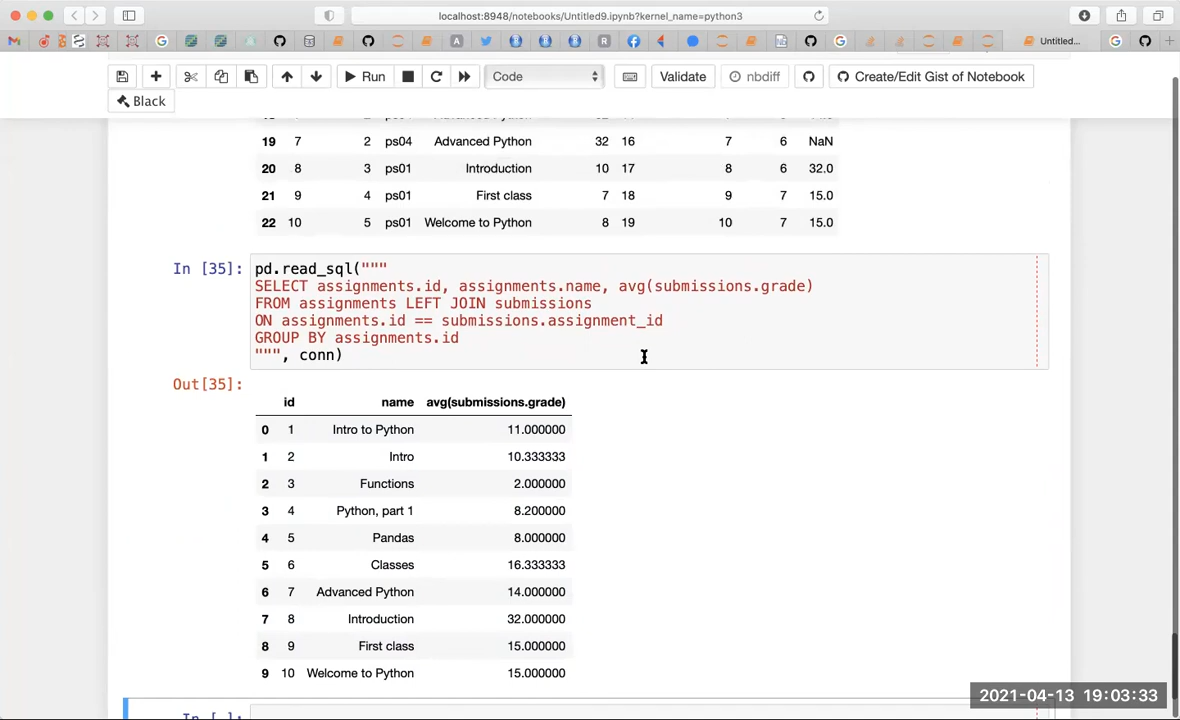 localhost:8948/notebooks/Untitled9.ipynb?kernel_name=python3
Untitled...
Run
Code
Validate
nbdiff
Create/Edit Gist of Notebook
Black
19 7 2 ps04 Advanced Python 32 16 7 6 NaN
20 8 3 ps01 Introduction 10 17 8 6 32.0
21 9 4 ps01 First class 7 18 9 7 15.0
22 10 5 ps01 Welcome to Python 8 19 10 7 15.0
In [35]: pd.read_sql("""
SELECT assignments.id, assignments.name, avg(submissions.grade)
FROM assignments LEFT JOIN submissions
ON assignments.id == submissions.assignment_id
GROUP BY assignments.id
""", conn)
Out[35]:
id name avg(submissions.grade)
0 1 Intro to Python 11.000000
1 2 Intro 10.333333
2 3 Functions 2.000000
3 4 Python, part 1 8.200000
4 5 Pandas 8.000000
5 6 Classes 16.333333
6 7 Advanced Python 14.000000
7 8 Introduction 32.000000
8 9 First class 15.000000
9 10 Welcome to Python 15.000000
2021-04-13 19:03:33
In [ ]: